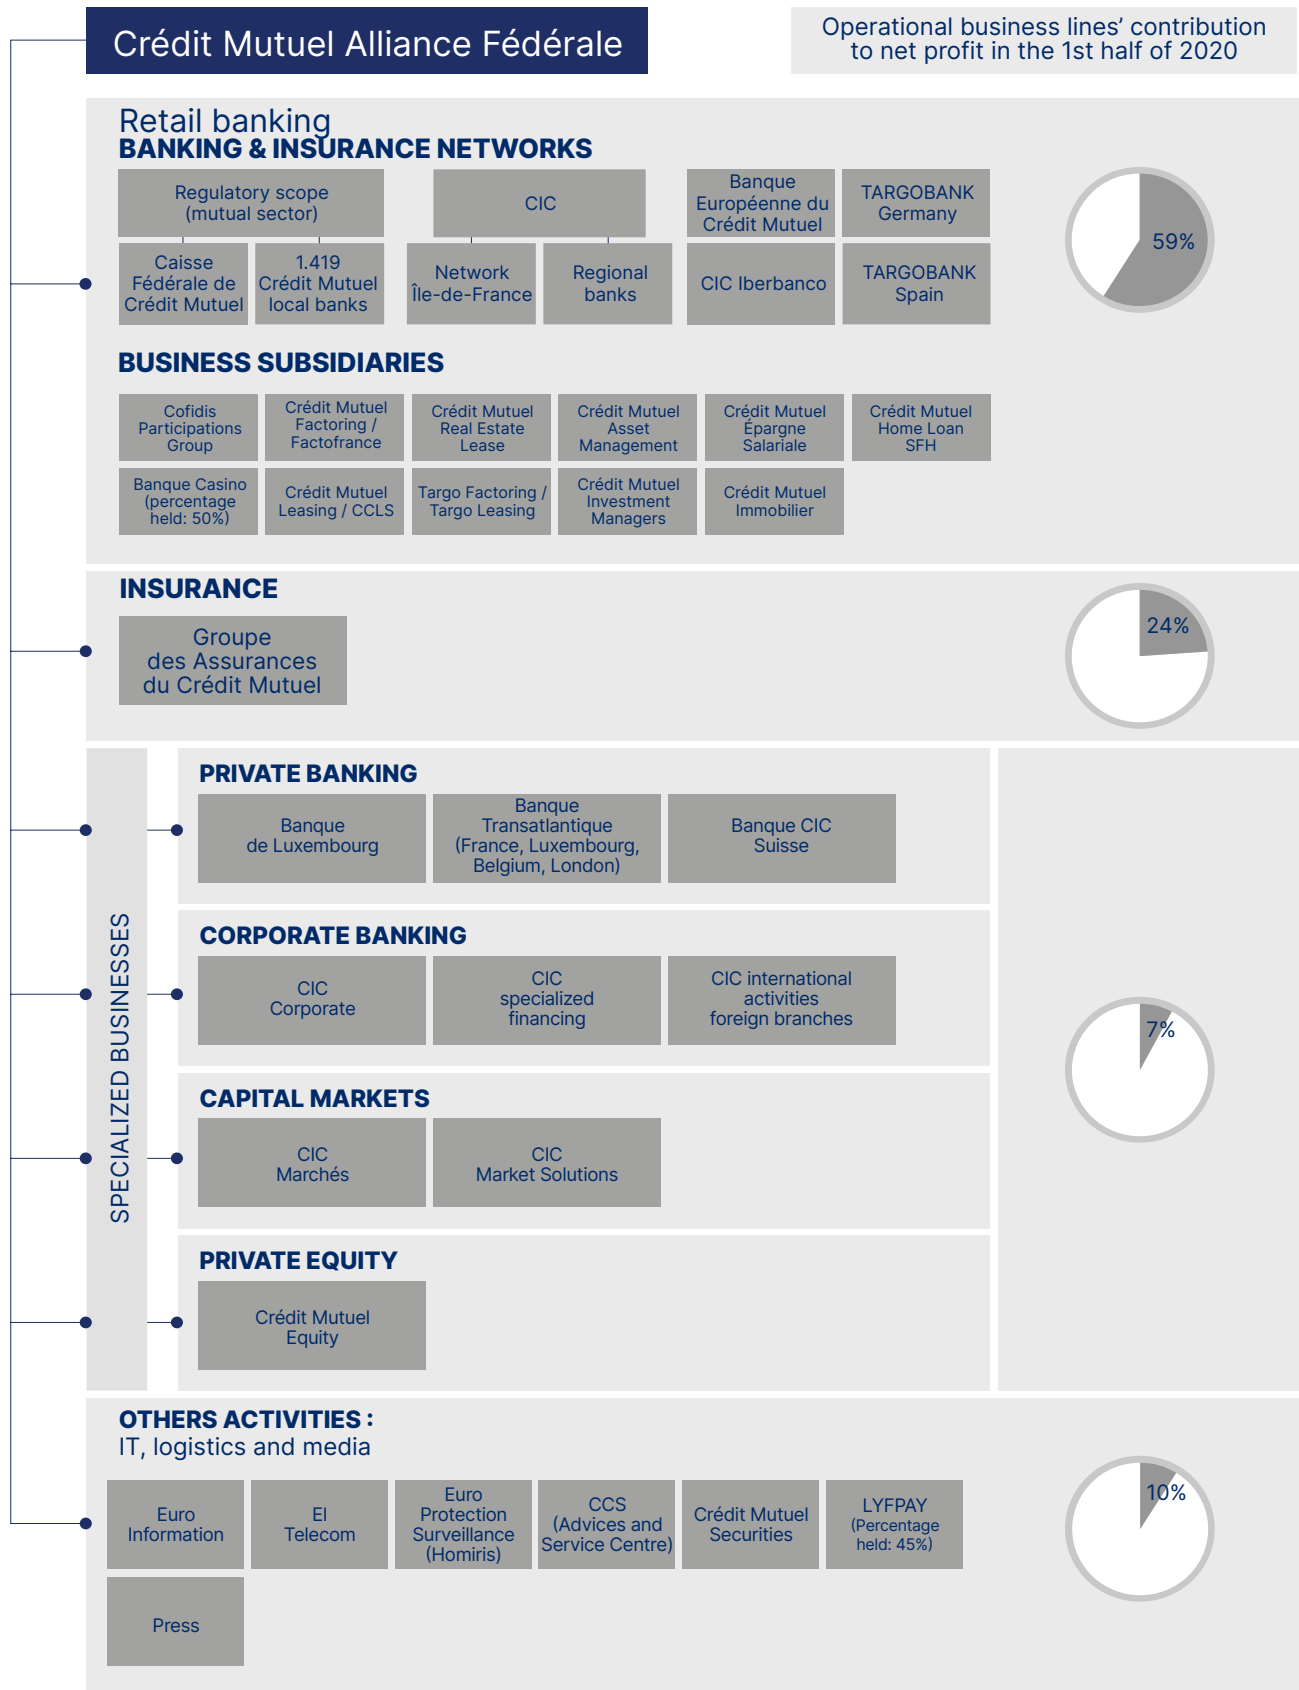 Crédit Mutuel Alliance Fédérale
Operational business lines’ contribution
to net profit in the 1st half of 2020
Retail banking
BANKING & INSURANCE NETWORKS
Regulatory scope
(mutual sector)
CIC
Banque
Européenne du
Crédit Mutuel
TARGOBANK
Germany
Caisse
Fédérale de
Crédit Mutuel
1.419
Crédit Mutuel
local banks
Network
Île-de-France
Regional
banks
CIC Iberbanco
TARGOBANK
Spain
59%
BUSINESS SUBSIDIARIES
Cofidis
Participations
Group
Crédit Mutuel
Factoring /
Factofrance
Crédit Mutuel
Real Estate
Lease
Crédit Mutuel
Asset
Management
Crédit Mutuel
Épargne
Salariale
Crédit Mutuel
Home Loan
SFH
Banque Casino
(percentage
held: 50%)
Crédit Mutuel
Leasing / CCLS
Targo Factoring /
Targo Leasing
Crédit Mutuel
Investment
Managers
Crédit Mutuel
Immobilier
INSURANCE
Groupe
des Assurances
du Crédit Mutuel
24%
SPECIALIZED BUSINESSES
PRIVATE BANKING
Banque
de Luxembourg
Banque
Transatlantique
(France, Luxembourg,
Belgium, London)
Banque CIC
Suisse
CORPORATE BANKING
CIC
Corporate
CIC
specialized
financing
CIC international
activities
foreign branches
7%
CAPITAL MARKETS
CIC
Marchés
CIC
Market Solutions
PRIVATE EQUITY
Crédit Mutuel
Equity
OTHERS ACTIVITIES :
IT, logistics and media
Euro
Information
EI
Telecom
Euro
Protection
Surveillance
(Homiris)
CCS
(Advices and
Service Centre)
Crédit Mutuel
Securities
LYFPAY
(Percentage
held: 45%)
10%
Press